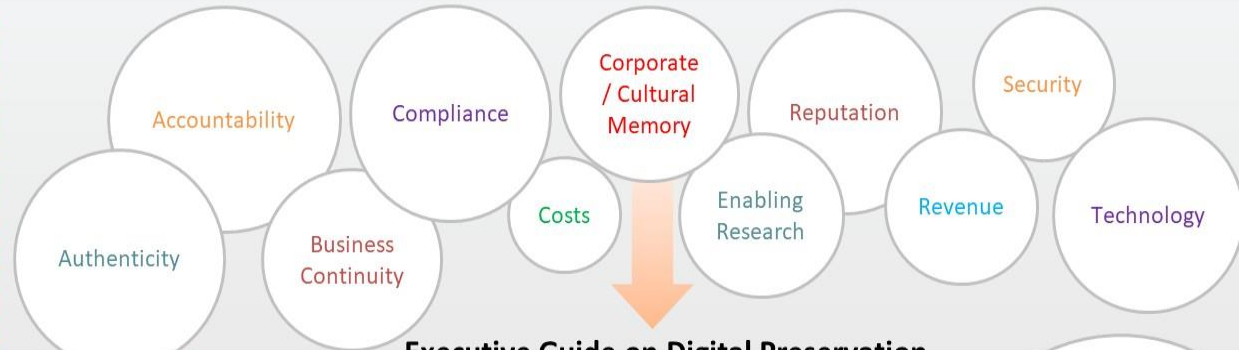 Accountability
Compliance
Corporate
/ Cultural
Memory
Reputation
Security
Authenticity
Business
Continuity
Costs
Enabling
Research
Revenue
Technology
Executive Guide on Digital Preservation